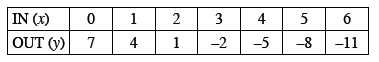 IN (x) 0 1 2 3 4 5 6
OUT (y) 7 4 1 –2 –5 –8 –11